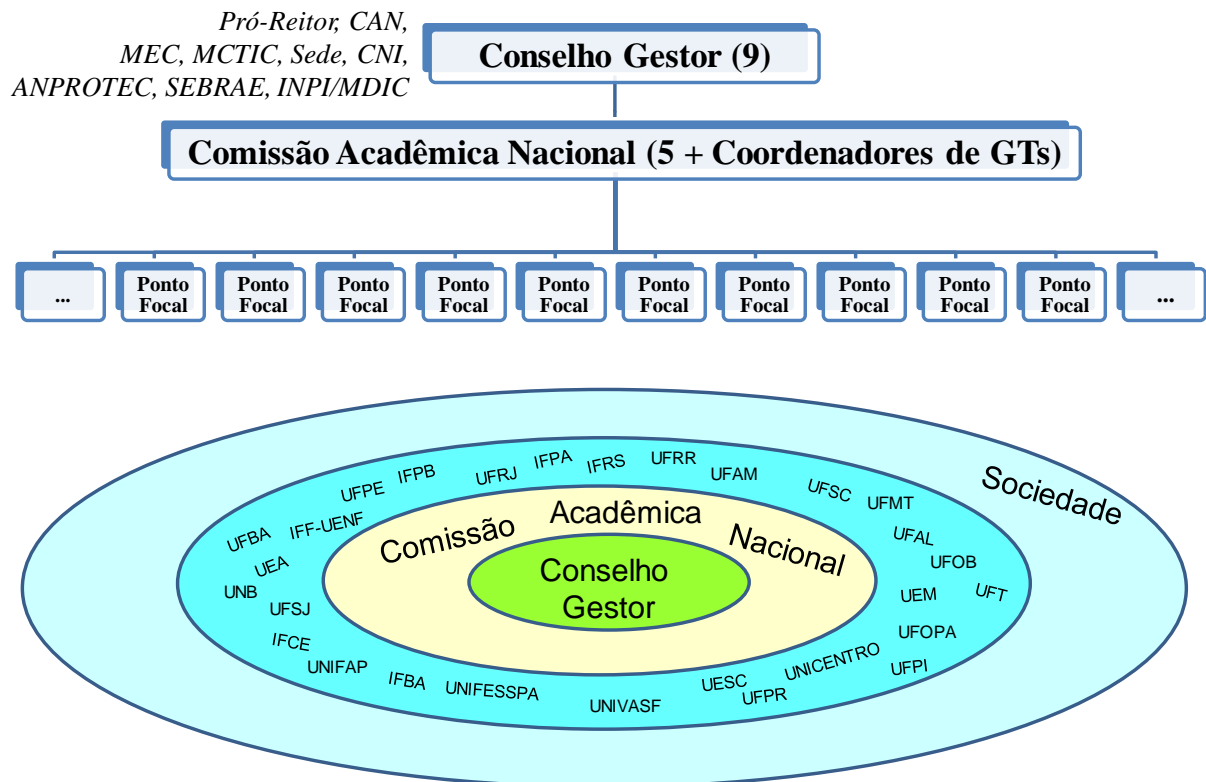 Pró-Reitor, CAN,
MEC, MCTIC, Sede, CNI,
ANPROTEC, SEBRAE, INPI/MDIC
Conselho Gestor (9)
Comissão Acadêmica Nacional (5 + Coordenadores de GTs)
...
Ponto
Focal
Ponto
Focal
Ponto
Focal
Ponto
Focal
Ponto
Focal
Ponto
Focal
Ponto
Focal
Ponto
Focal
Ponto
Focal
Ponto
Focal
...
Sociedade
UFBA
IFF-UENF
UFPE
IFPB
UFRJ
IFPA
IFRS
UFRR
UFAM
UFSC
UFMT
UFAL
UFOB
UFT
UEM
UFOPA
UFPI
UNICENTRO
UFPR
UESC
UNIVASF
UNIFESSPA
IFBA
UNIFAP
IFCE
UFSJ
UNB
UEA
Comissão
Acadêmica
Nacional
Conselho
Gestor